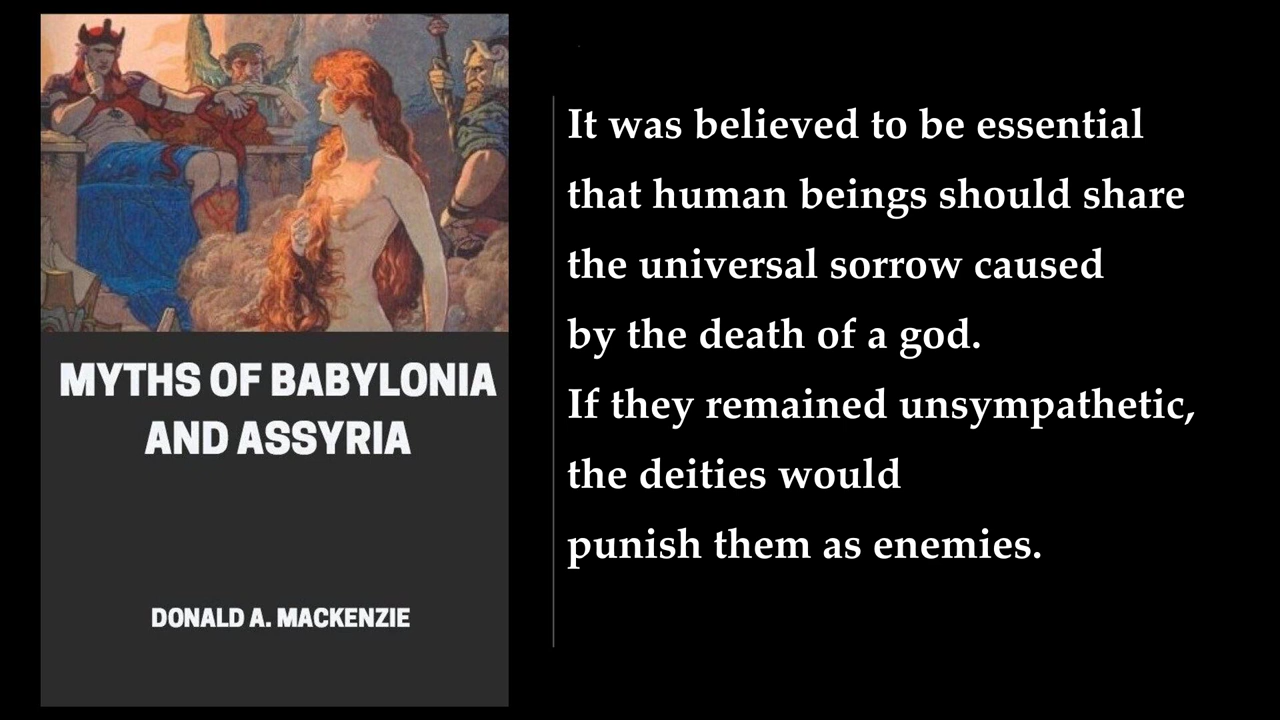 MYTHS OF BABYLONIA
AND ASSYRIA
DONALD A. MACKENZIE
It was believed to be essential
that human beings should share
the universal sorrow caused
by the death of a god.
If they remained unsympathetic,
the deities would
punish them as enemies.